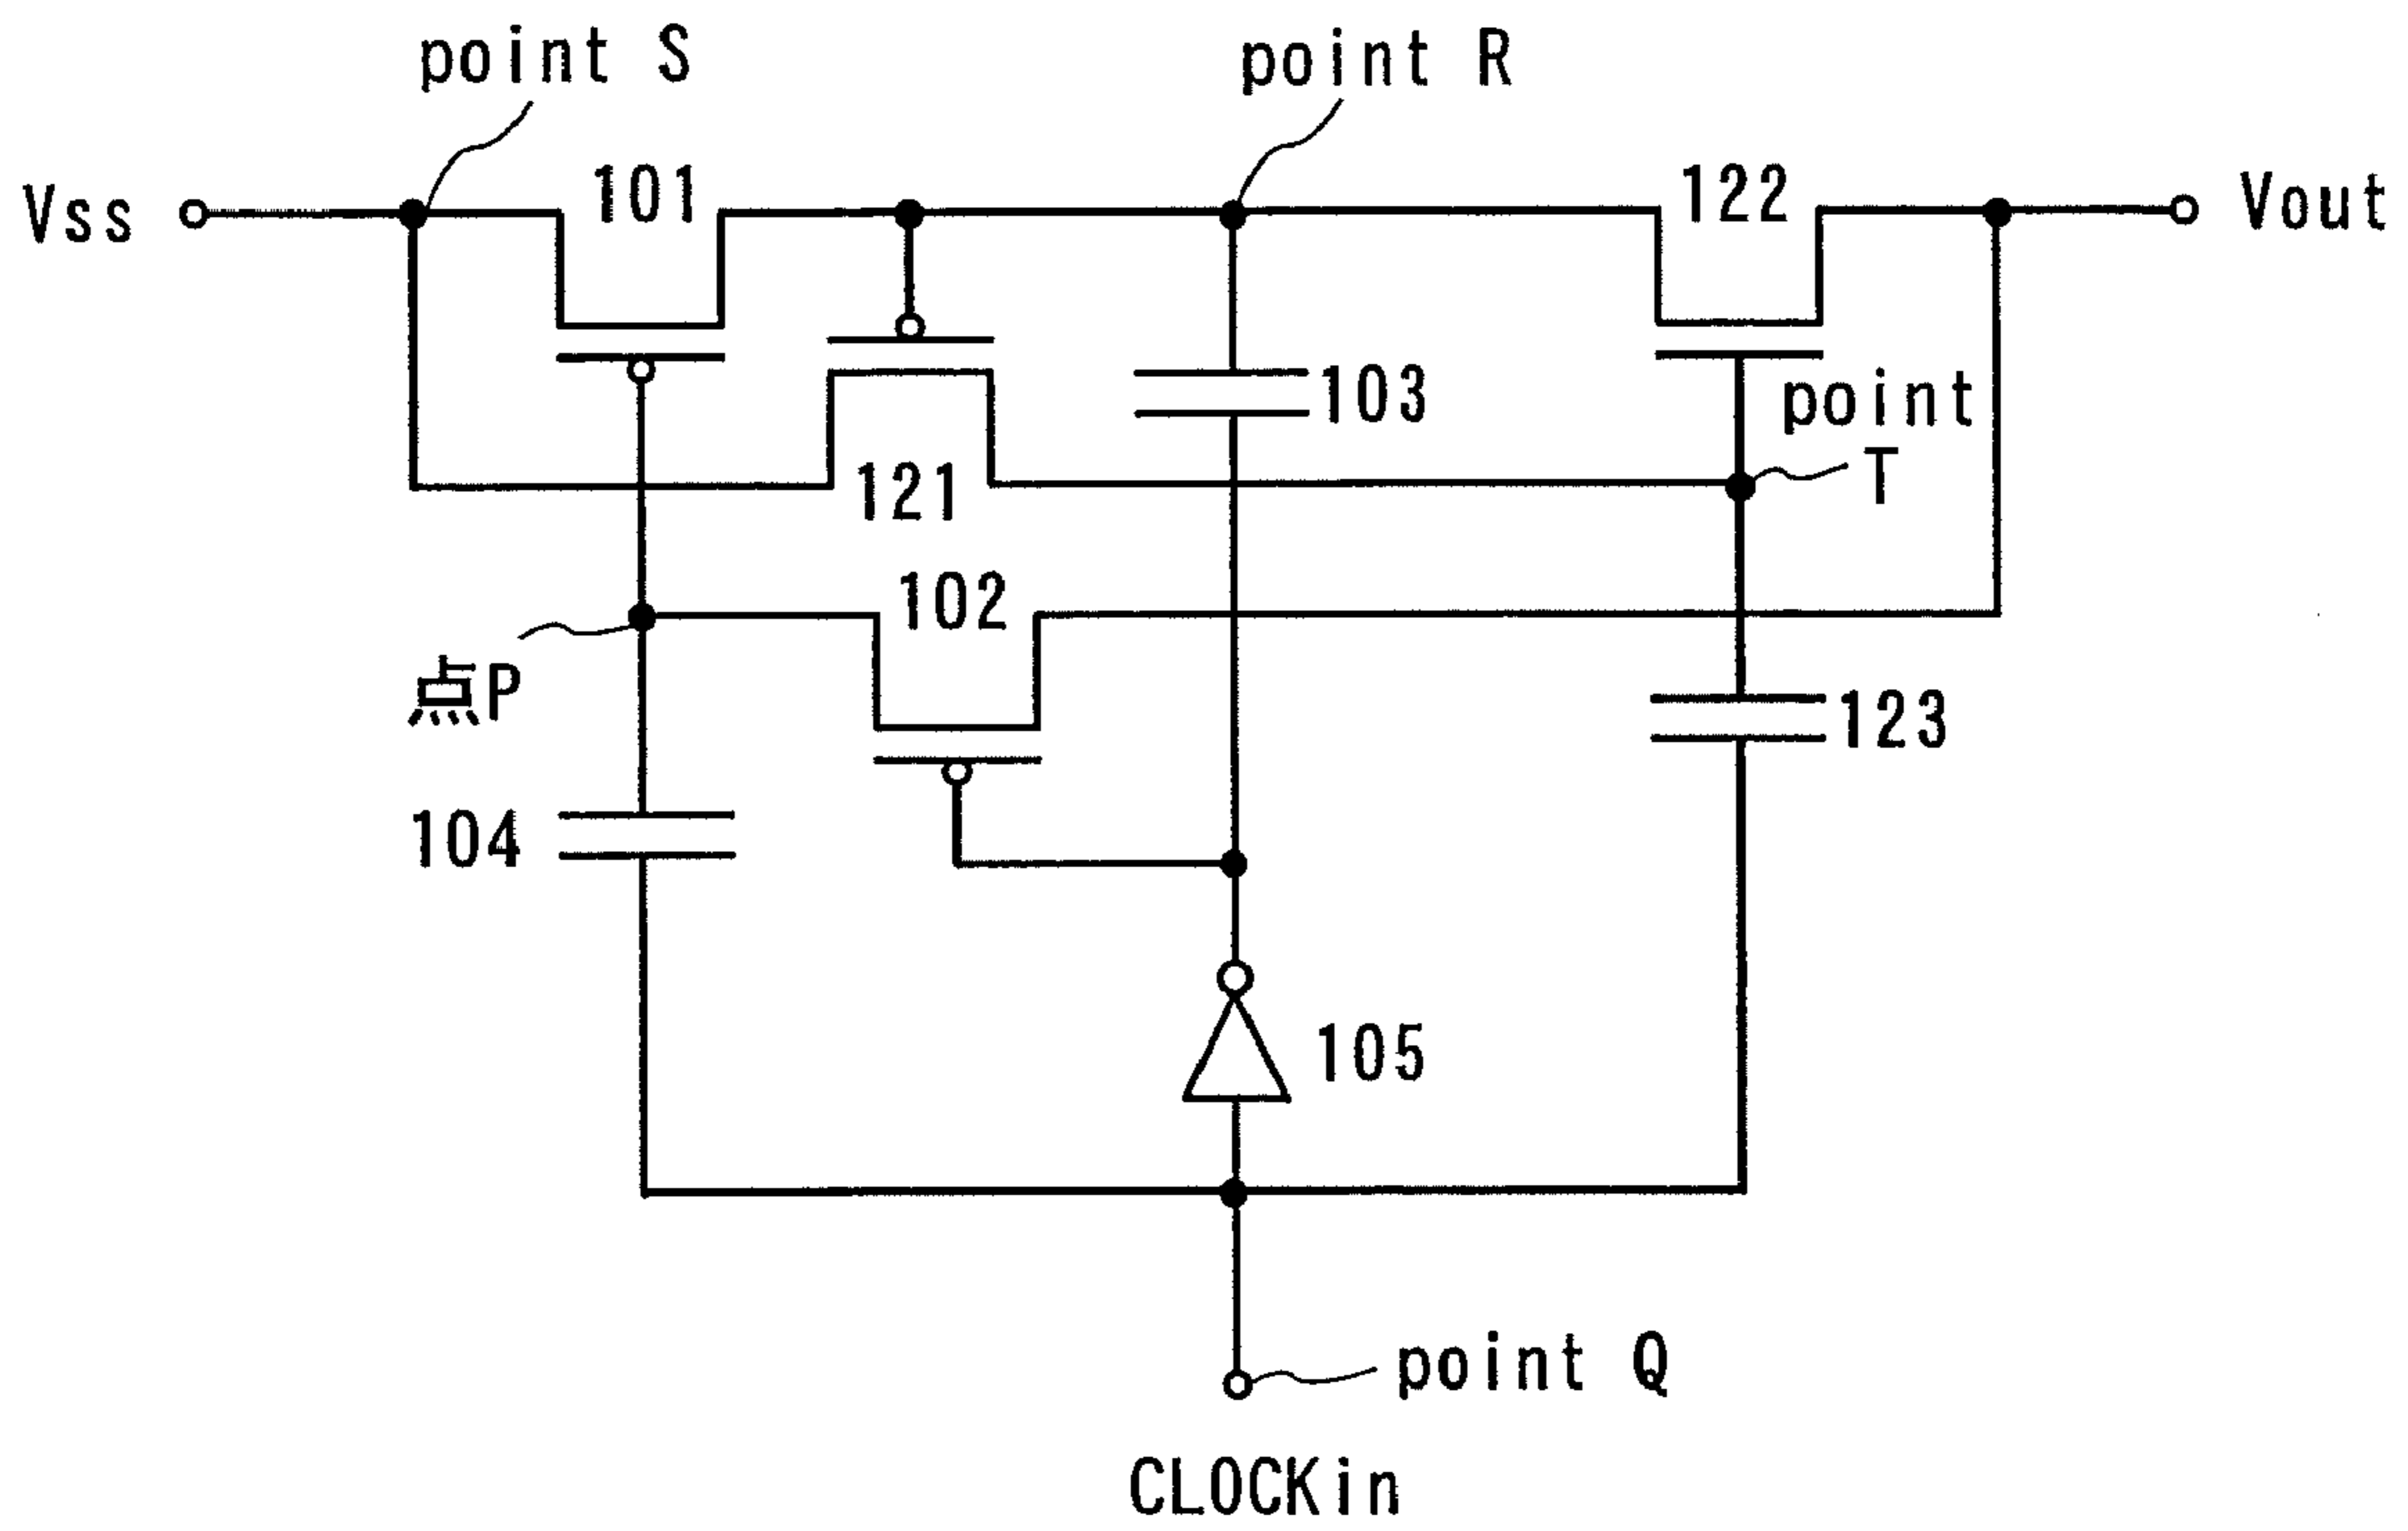 point S
point R
Vss
101
122
Vout
103
point
T
121
102
点P
123
104
105
point Q
CLOCKin